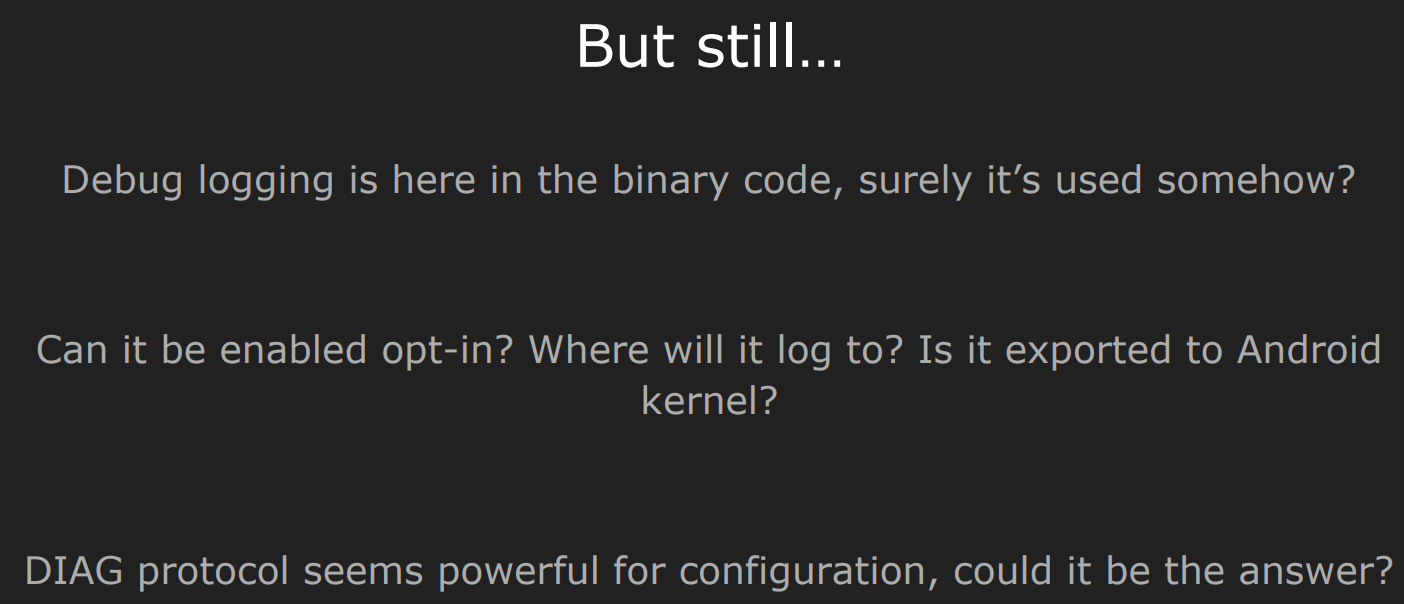 But still…
Debug logging is here in the binary code, surely it’s used somehow?
Can it be enabled opt-in? Where will it log to? Is it exported to Android
kernel?
DIAG protocol seems powerful for configuration, could it be the answer?